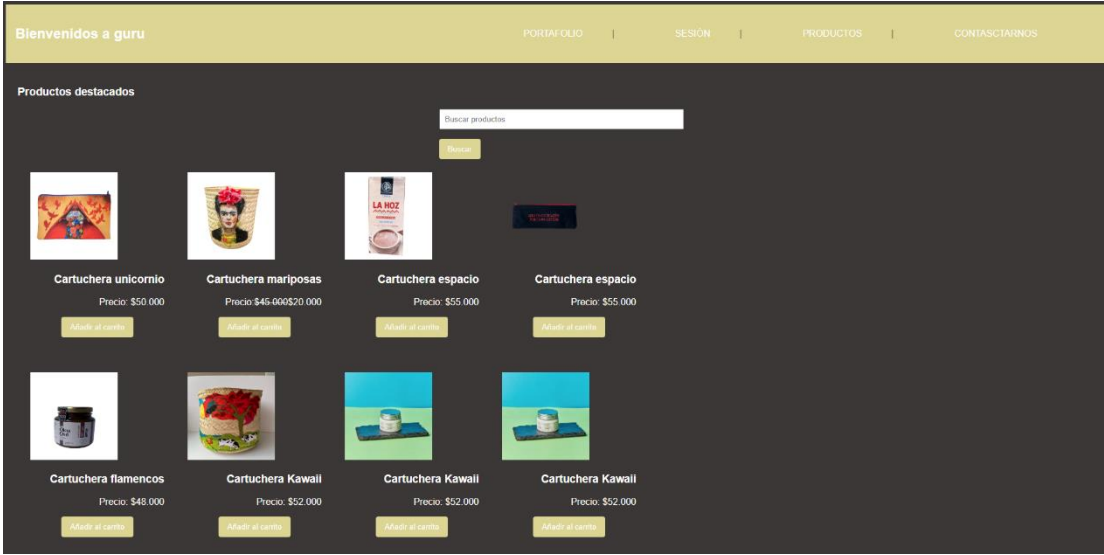 Bienvenidos a guru
PORTAFOLIO | SESIÓN | PRODUCTOS | CONTASCTARNOS
Productos destacados
Buscar productos
Buscar
LA HOZ
Cartuchera unicornio Cartuchera mariposas Cartuchera espacio Cartuchera espacio
Precio: $50.000 Precio:$45.000$20.000 Precio: $55.000 Precio: $55.000
Añadir al carrito Añadir al carrito Añadir al carrito Añadir al carrito
Cartuchera flamencos Cartuchera Kawaii Cartuchera Kawaii Cartuchera Kawaii
Precio: $48.000 Precio: $52.000 Precio: $52.000 Precio: $52.000
Añadir al carrito Añadir al carrito Añadir al carrito Añadir al carrito